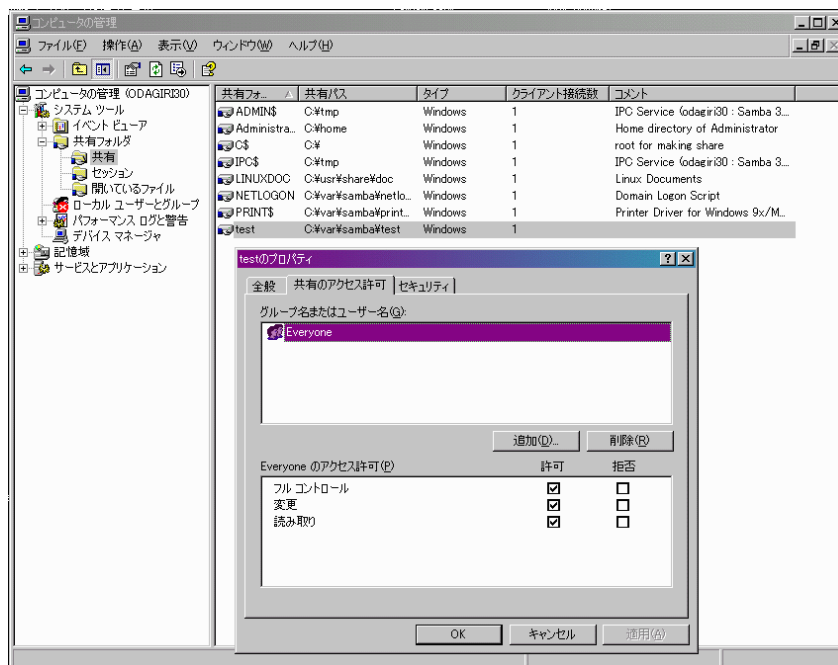 コンピュータの管理
ファイル(F) 操作(A) 表示(V) ウィンドウ(W) ヘルプ(H)
コンピュータの管理 (ODAGIRI30)
システム ツール
イベント ビューア
共有フォルダ
共有
セッション
開いているファイル
ローカル ユーザーとグループ
パフォーマンス ログと警告
デバイス マネージャ
記憶域
サービスとアプリケーション
共有フォ... 共有パス タイプ クライアント接続数 コメント
ADMIN$ C:¥tmp Windows 1 IPC Service (odagiri30 : Samba 3...
Administra... C:¥home Windows 1 Home directory of Administrator
C$ C:¥ Windows 1 root for making share
IPC$ C:¥tmp Windows 1 IPC Service (odagiri30 : Samba 3...
LINUXDOC C:¥usr¥share¥doc Windows 1 Linux Documents
NETLOGON C:¥var¥samba¥netlo... Windows 1 Domain Logon Script
PRINT$ C:¥var¥samba¥print... Windows 1 Printer Driver for Windows 9x/M...
test C:¥var¥samba¥test Windows 1
testのプロパティ
全般 共有のアクセス許可 セキュリティ
グループ名またはユーザー名(G):
Everyone
追加(D)... 削除(R)
Everyone のアクセス許可(P) 許可 拒否
フル コントロール
変更
読み取り
OK キャンセル 適用(A)